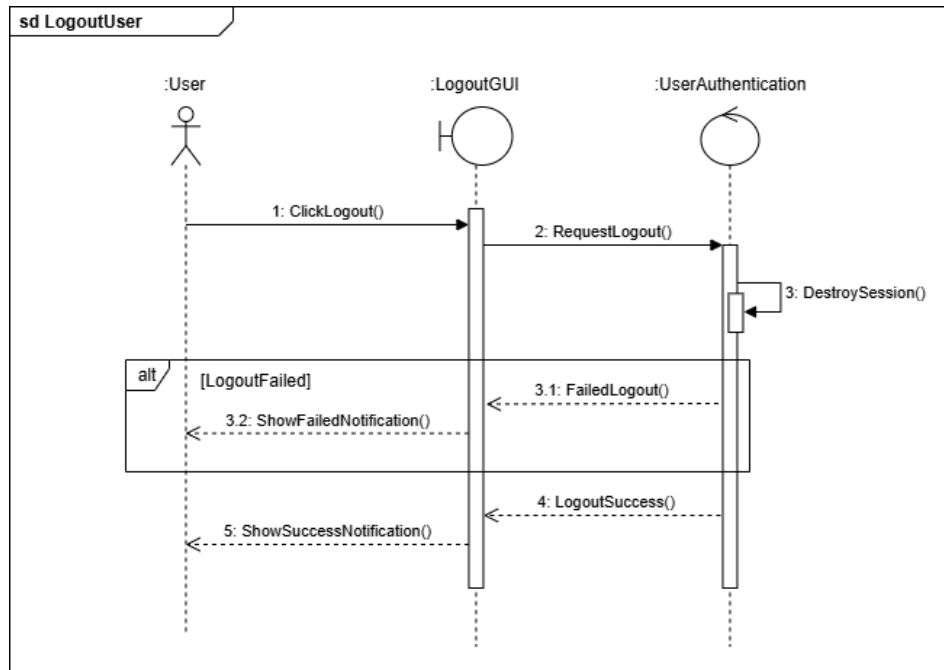 sd LogoutUser
:User
:LogoutGUI
:UserAuthentication
1: ClickLogout()
2: RequestLogout()
3: DestroySession()
alt
[LogoutFailed]
3.1: FailedLogout()
3.2: ShowFailedNotification()
4: LogoutSuccess()
5: ShowSuccessNotification()